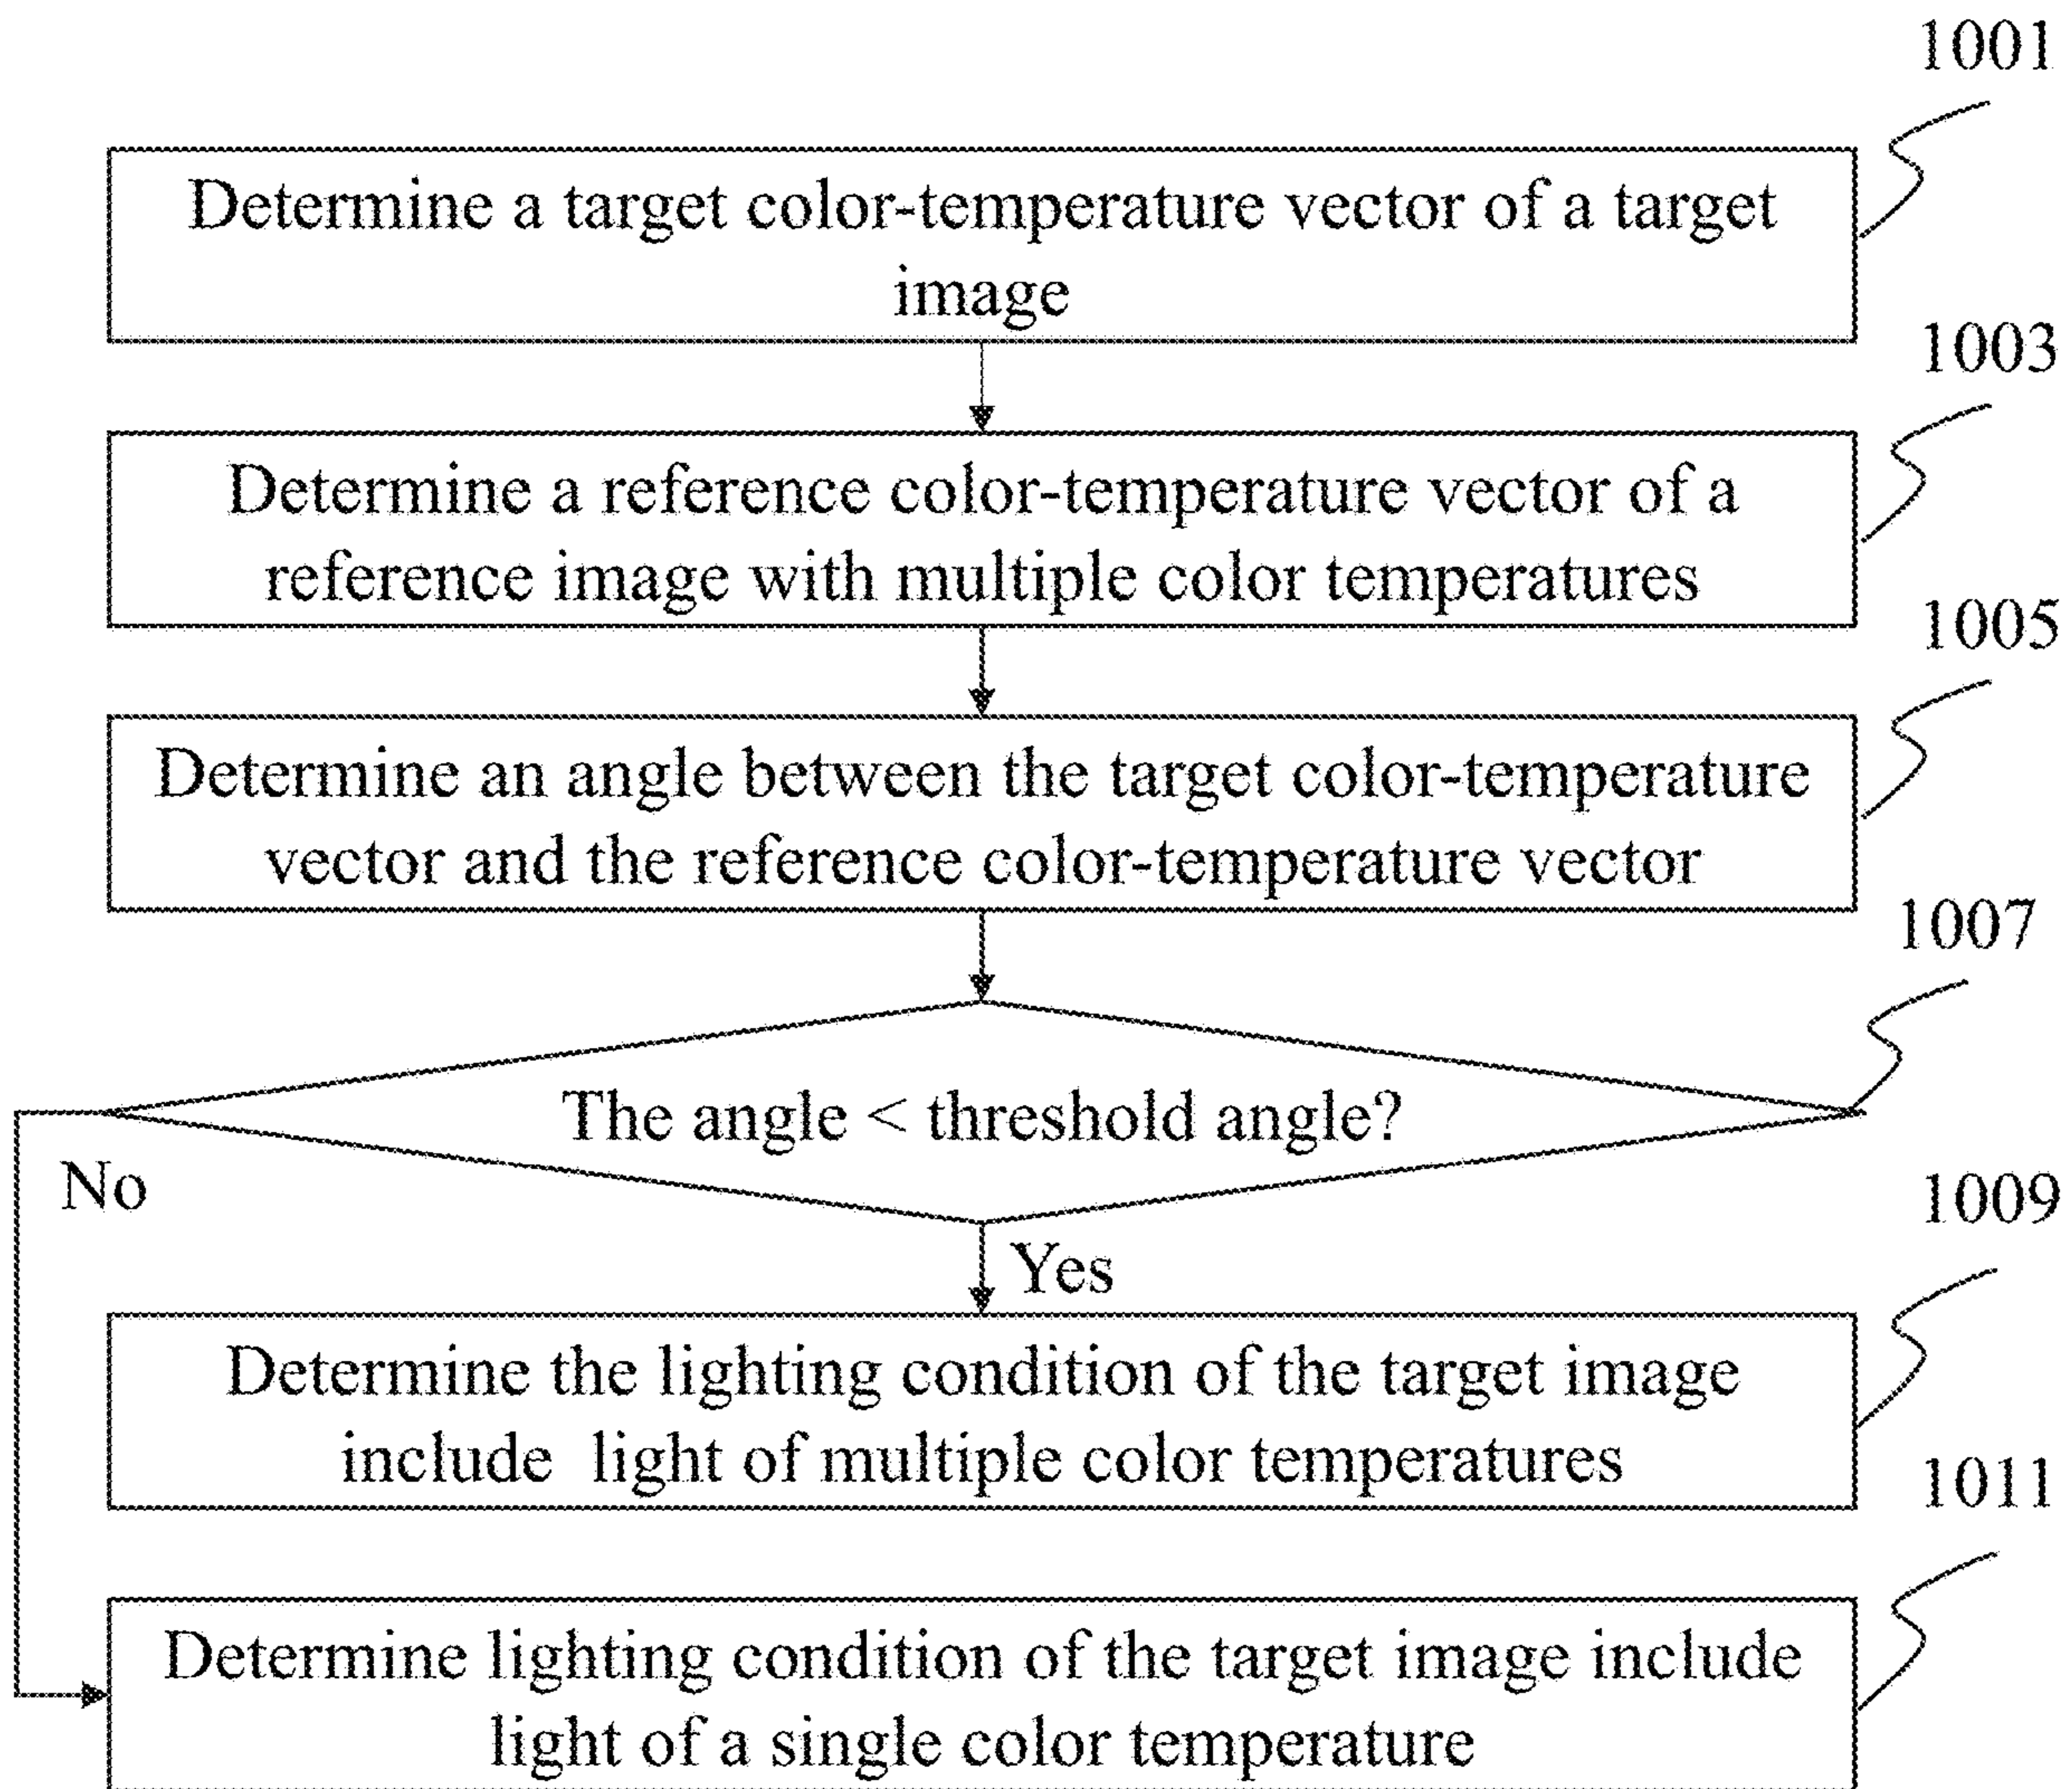 1001
Determine a target color-temperature vector of a target
image
1003
Determine a reference color-temperature vector of a
reference image with multiple color temperatures
1005
Determine an angle between the target color-temperature
vector and the reference color-temperature vector
1007
The angle < threshold angle?
No
1009
Yes
Determine the lighting condition of the target image
include light of multiple color temperatures
1011
Determine lighting condition of the target image include
light of a single color temperature